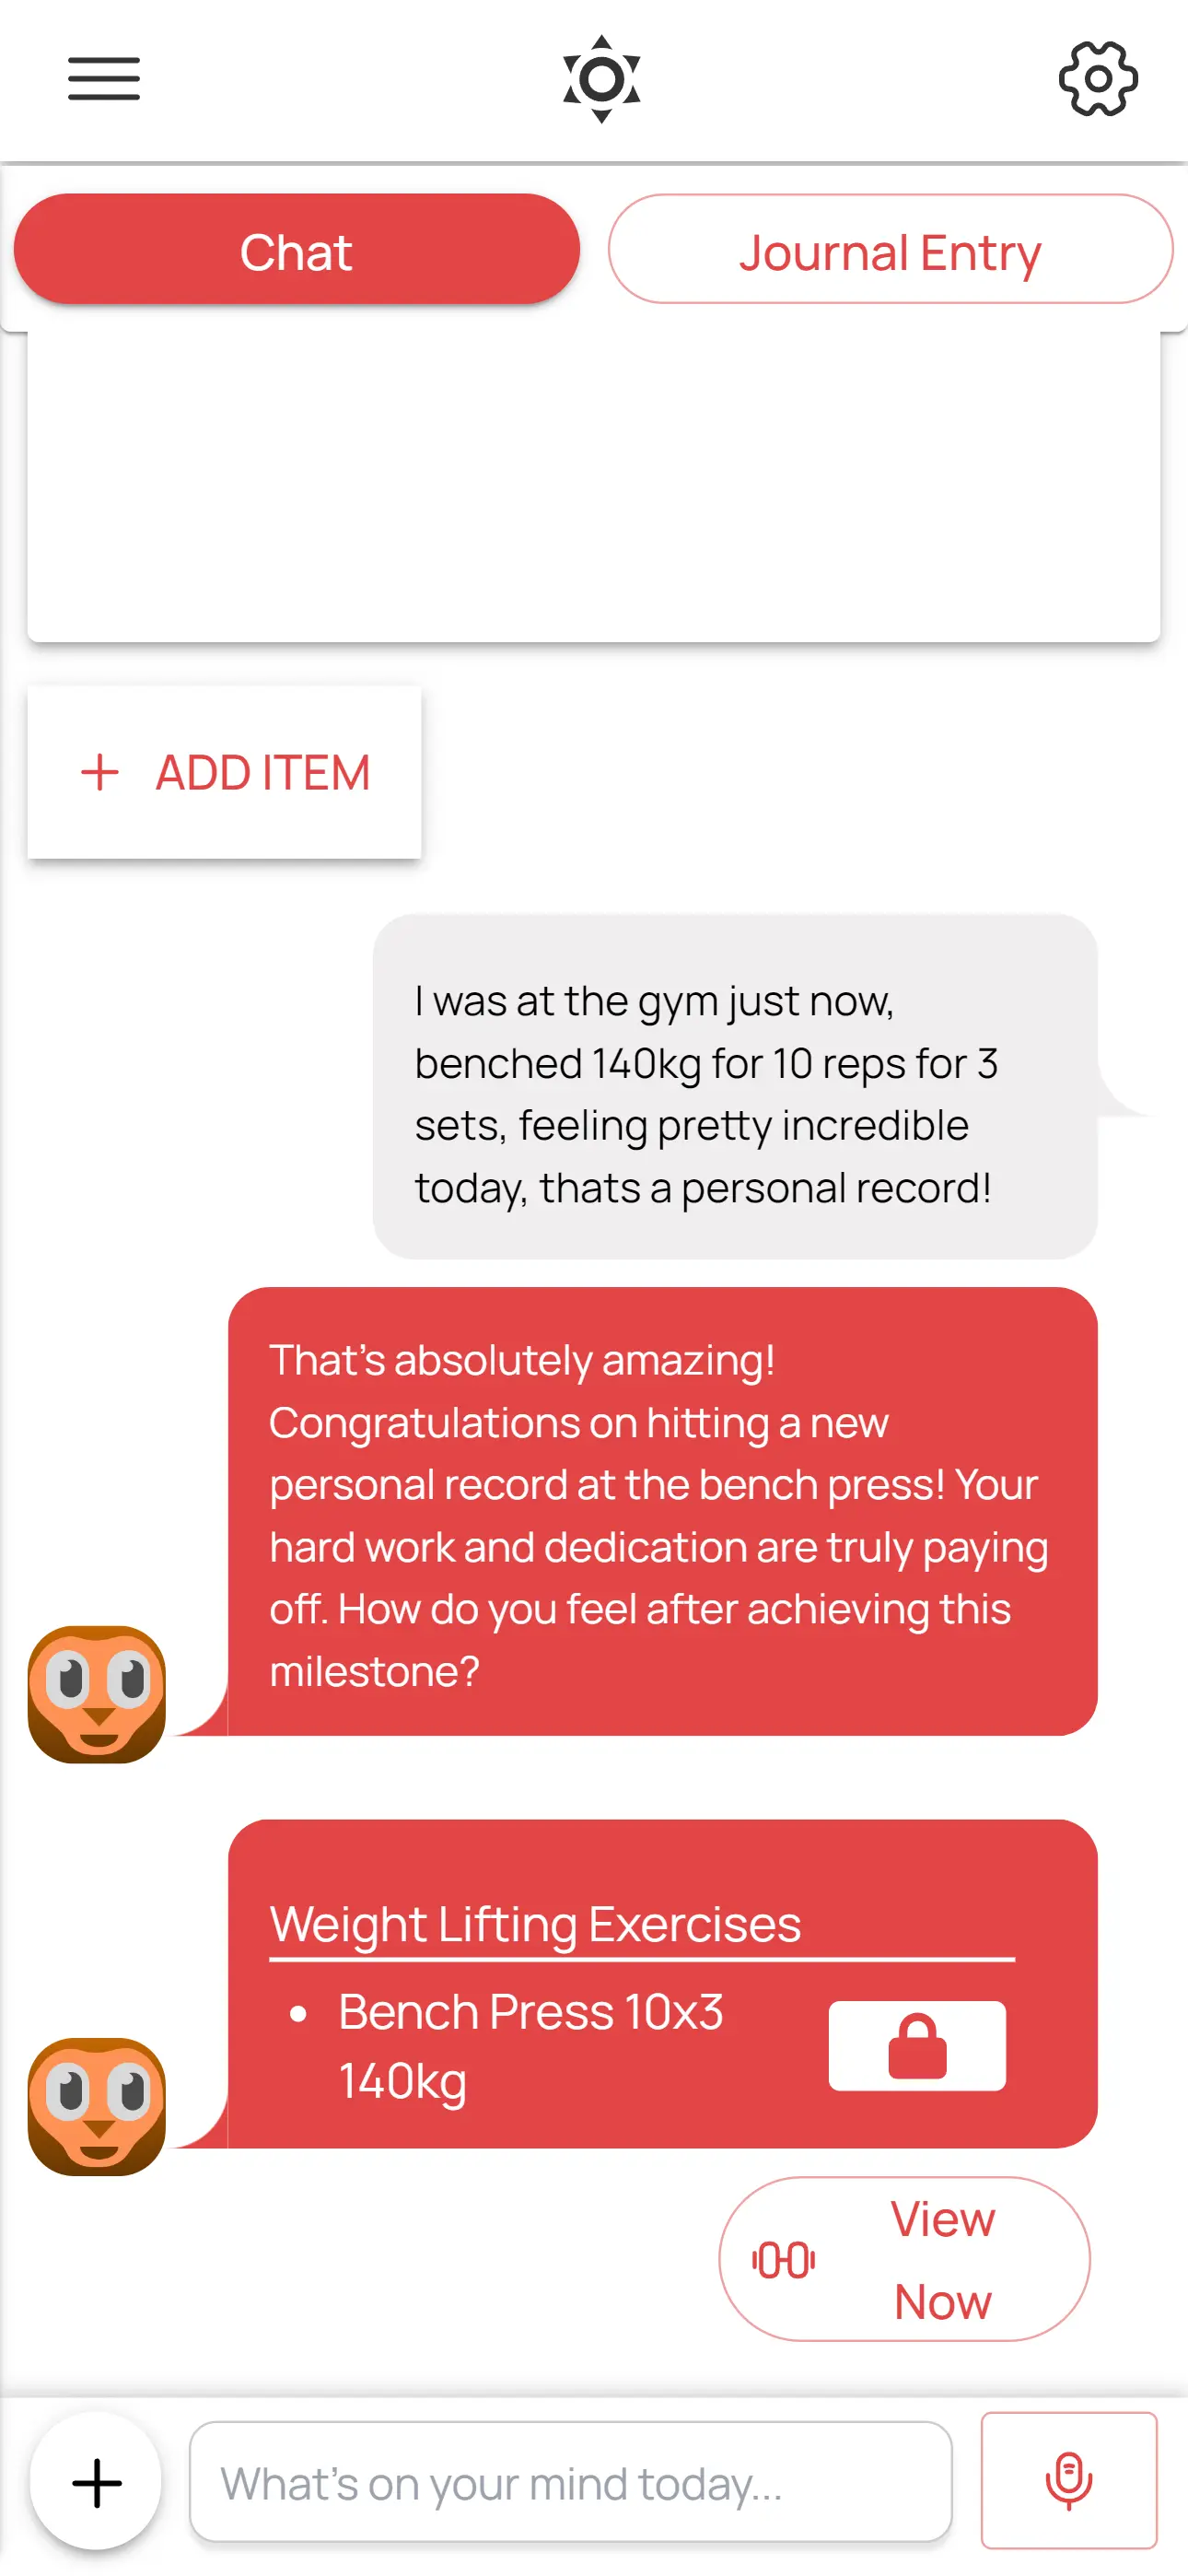 Chat
Journal Entry
+ ADD ITEM
I was at the gym just now,
benched 140kg for 10 reps for 3
sets, feeling pretty incredible
today, thats a personal record!
That's absolutely amazing!
Congratulations on hitting a new
personal record at the bench press! Your
hard work and dedication are truly paying
off. How do you feel after achieving this
milestone?
Weight Lifting Exercises
• Bench Press 10x3
140kg
View
Now
What's on your mind today...